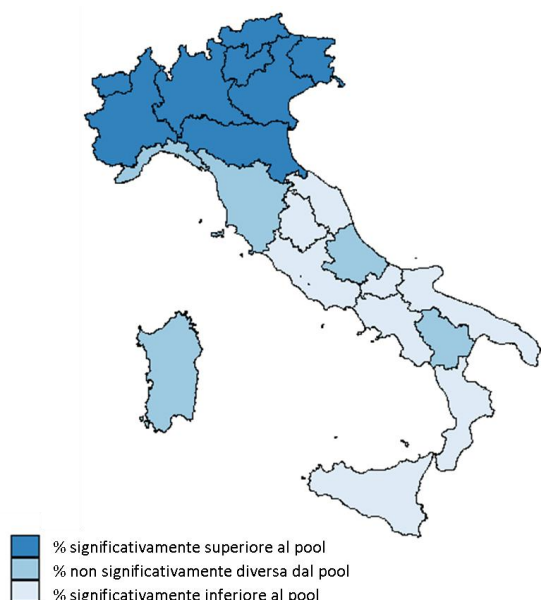 % significativamente superiore al pool
% non significativamente diversa dal pool
% significativamente inferiore al pool